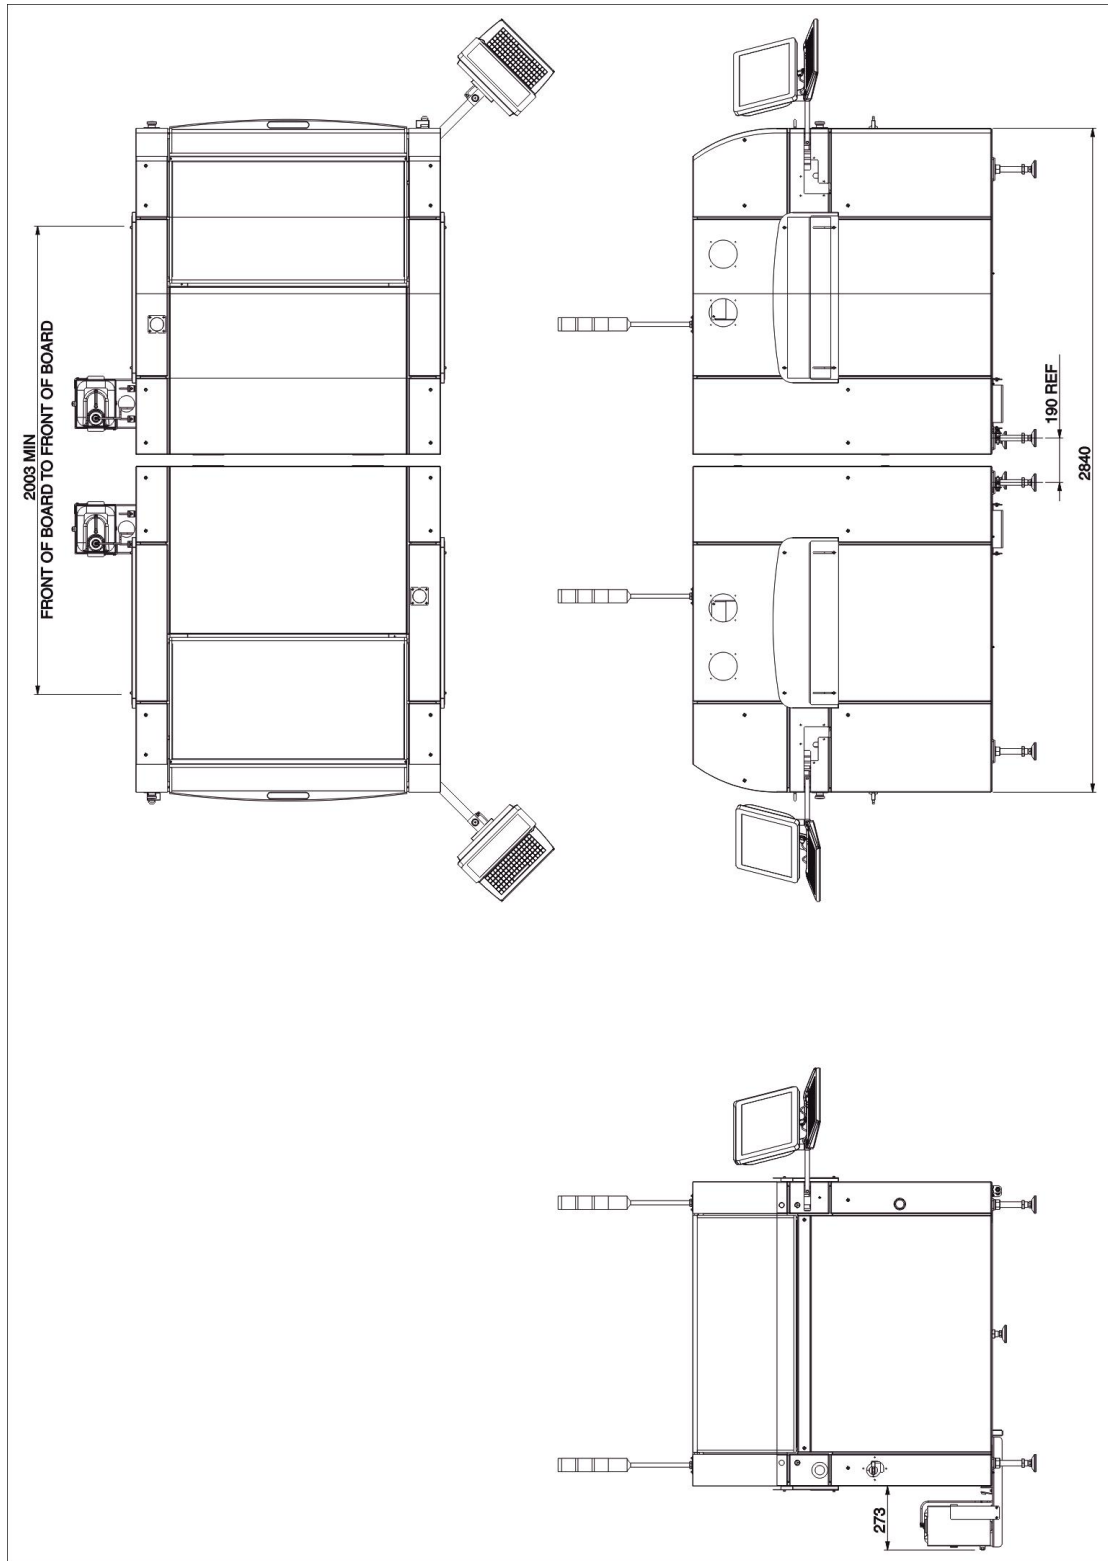 2003 MIN
FRONT OF BOARD TO FRONT OF BOARD
190 REF
2840
273